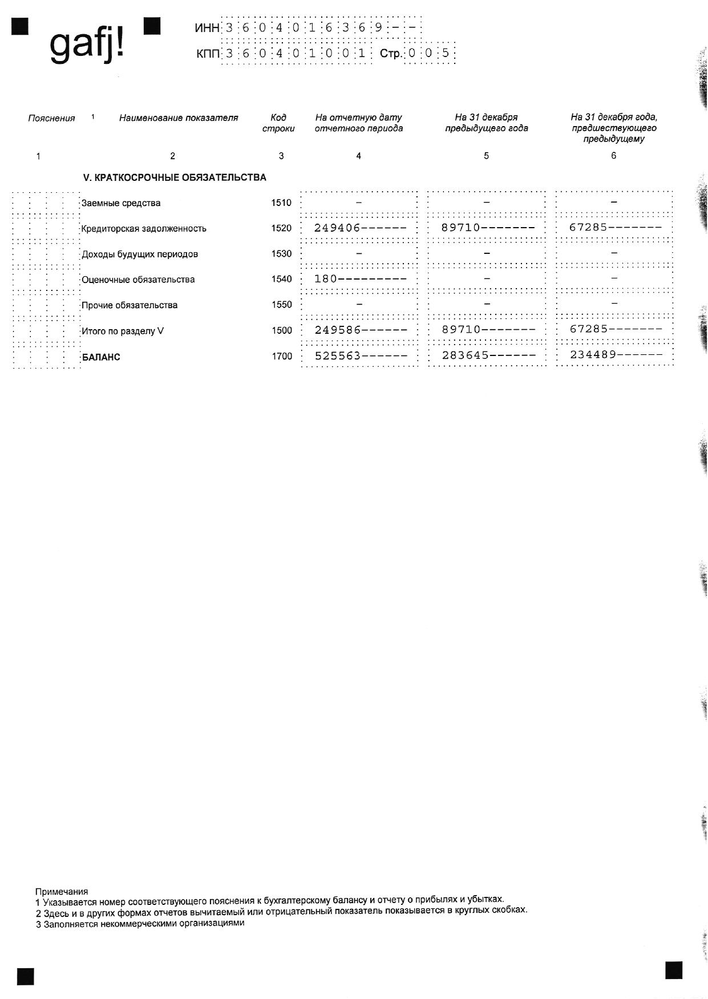 gafj!
ИНН 3604016369--
КПП 360401001 Стр. 005
Пояснения 1 Наименование показателя Код строки На отчетную дату отчетного периода На 31 декабря предыдущего года На 31 декабря года, предшествующего предыдущему
1 2 3 4 5 6
V. КРАТКОСРОЧНЫЕ ОБЯЗАТЕЛЬСТВА
Заемные средства 1510 – – –
Кредиторская задолженность 1520 249406------ 89710------- 67285-------
Доходы будущих периодов 1530 – – –
Оценочные обязательства 1540 180--------- – –
Прочие обязательства 1550 – – –
Итого по разделу V 1500 249586------ 89710------- 67285-------
БАЛАНС 1700 525563------ 283645------ 234489------
Примечания
1 Указывается номер соответствующего пояснения к бухгалтерскому балансу и отчету о прибылях и убытках.
2 Здесь и в других формах отчетов вычитаемый или отрицательный показатель показывается в круглых скобках.
3 Заполняется некоммерческими организациями